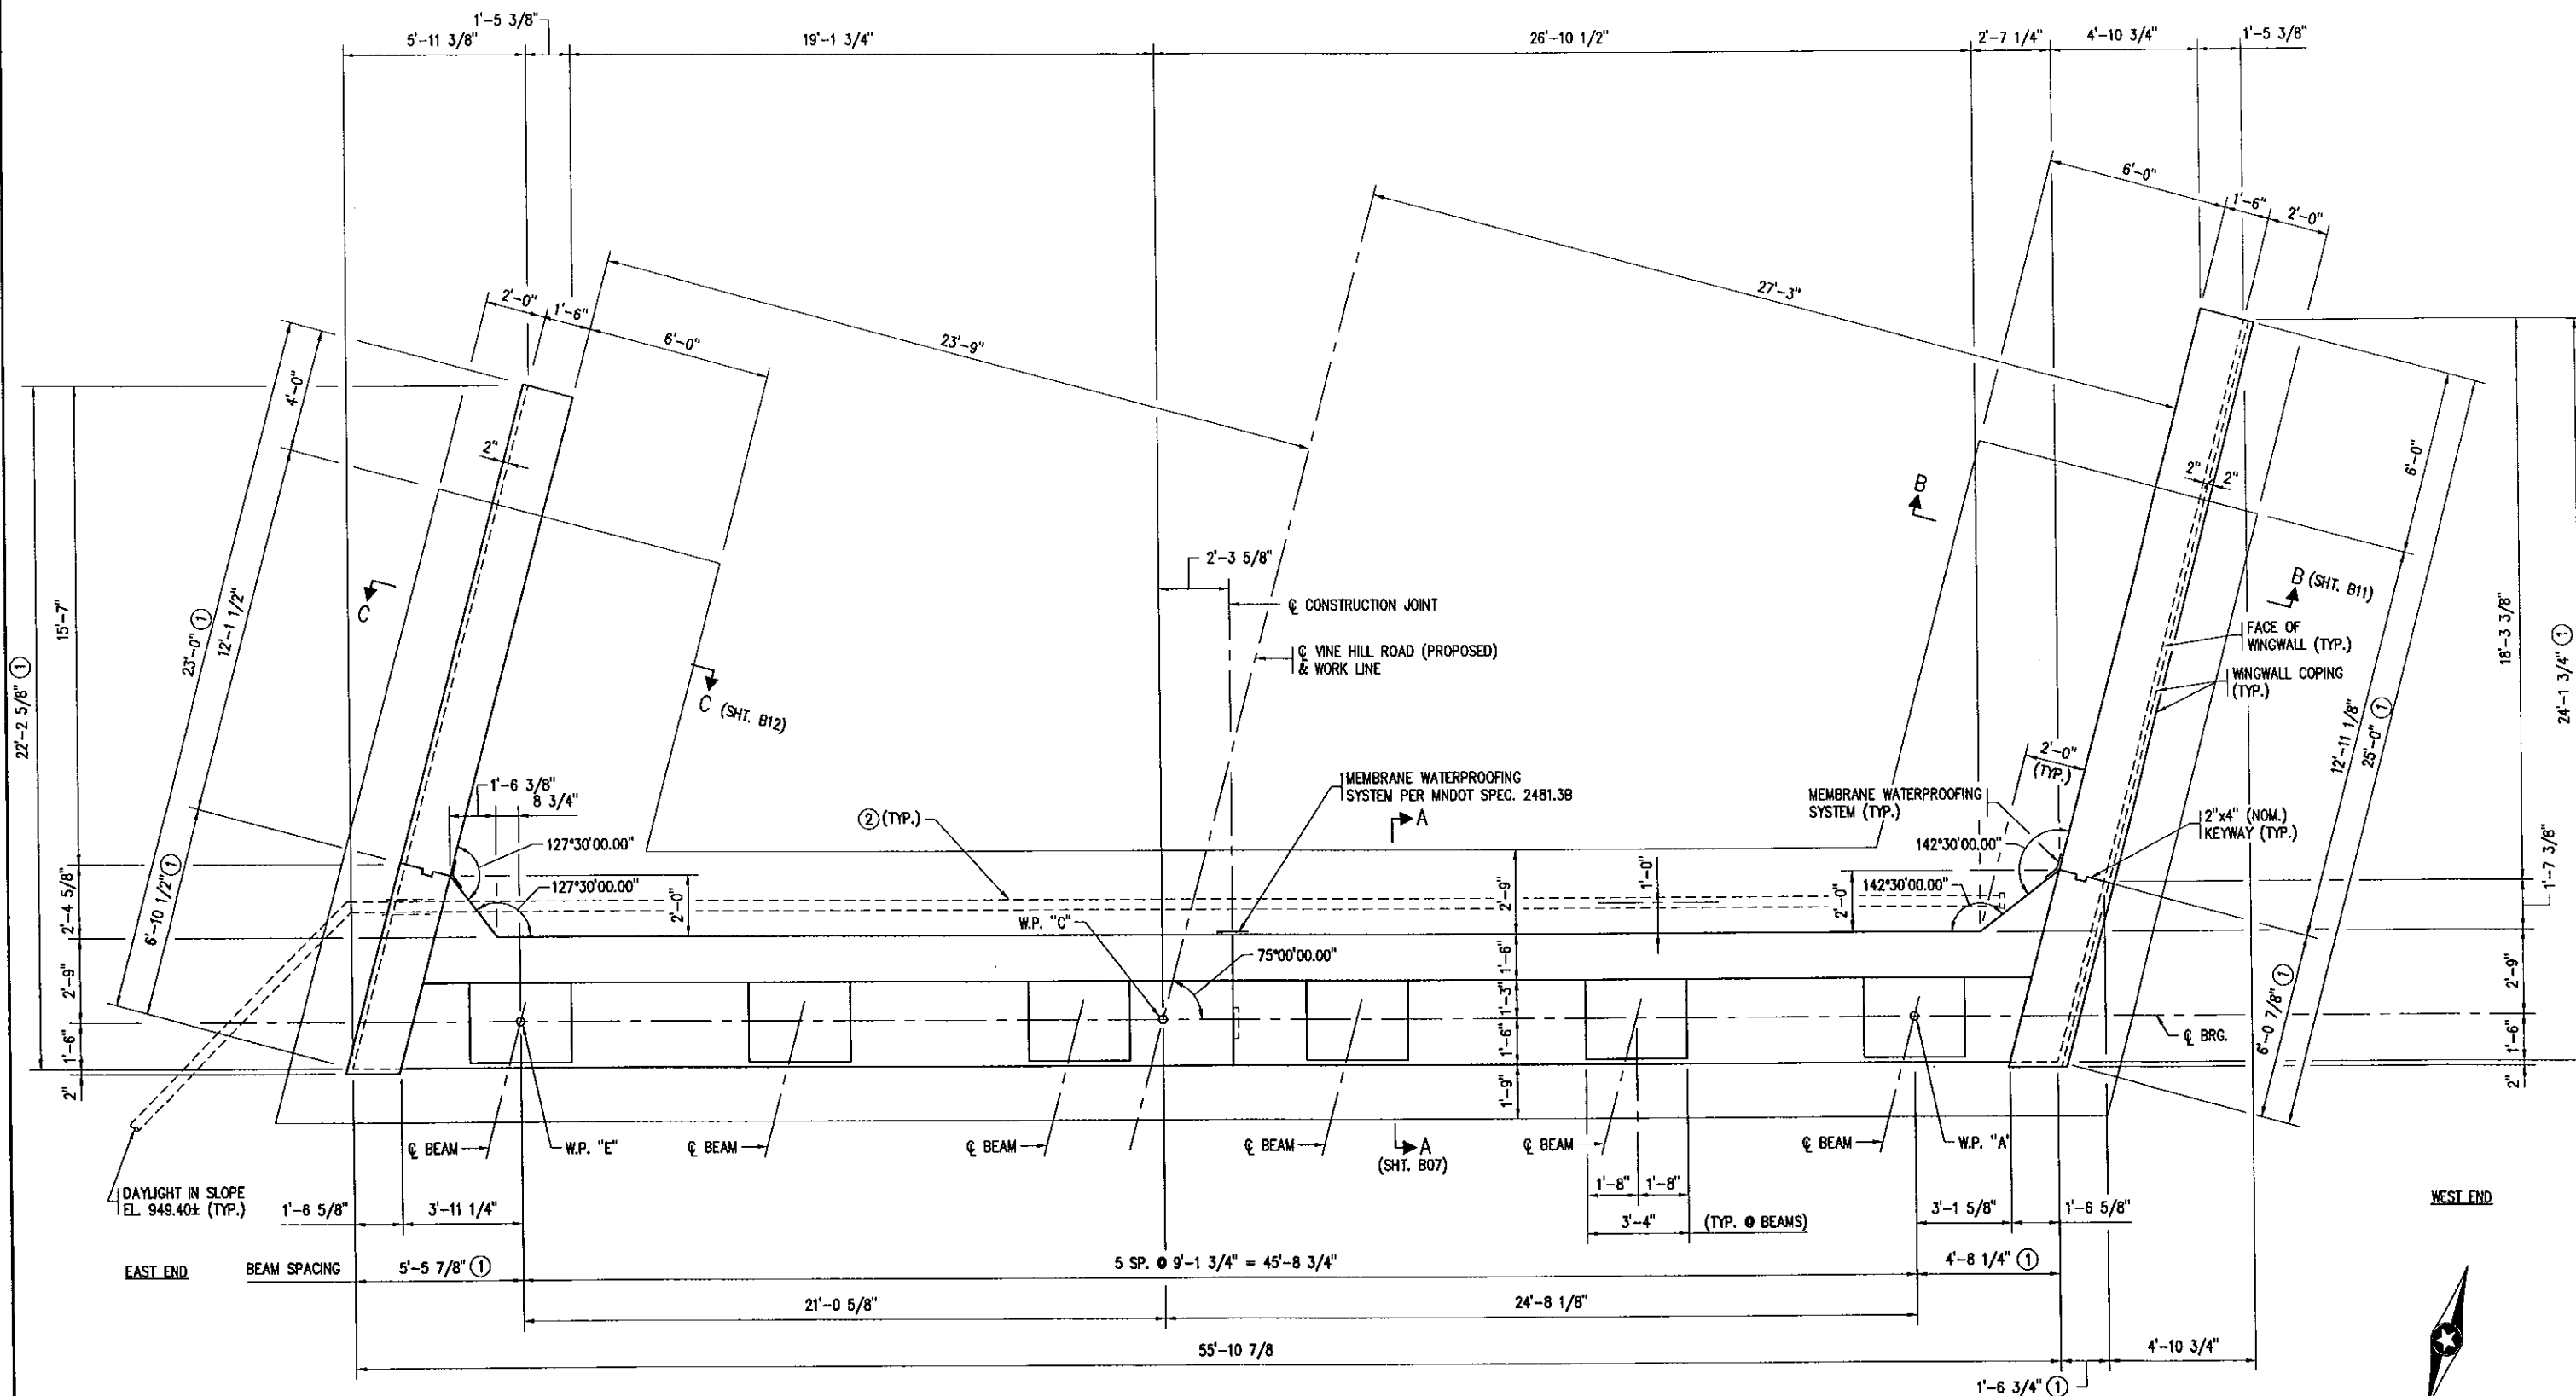 1'-5 3/8"
5'-11 3/8"
19'-1 3/4"
26'-10 1/2"
2'-7 1/4"
4'-10 3/4"
1'-5 3/8"
6'-0"
1'-6"
2'-0"
27'-3"
2'-0"
1'-6"
6'-0"
23'-9"
4'-0"
2"
23'-0" ①
12'-1 1/2"
6'-10 1/2" ①
22'-2 5/8" ①
15'-7"
2'-4 5/8"
2'-9"
1'-6"
2"
C
C (SHT. B12)
B
B (SHT. B11)
2"
2"
6'-0"
12'-11 1/8"
25'-0" ①
6'-0 7/8" ①
18'-3 3/8"
24'-1 3/4" ①
1'-7 3/8"
2'-9"
1'-6"
2"
2'-3 5/8"
℄ CONSTRUCTION JOINT
℄ VINE HILL ROAD (PROPOSED)
& WORK LINE
FACE OF
WINGWALL (TYP.)
WINGWALL COPING
(TYP.)
2'-0"
(TYP.)
1'-6 3/8"
8 3/4"
127°30'00.00"
127°30'00.00"
2'-0"
② (TYP.)
MEMBRANE WATERPROOFING
SYSTEM PER MNDOT SPEC. 2481.3B
A
MEMBRANE WATERPROOFING
SYSTEM (TYP.)
142°30'00.00"
142°30'00.00"
2"x4" (NOM.)
KEYWAY (TYP.)
2'-9"
1'-0"
2'-0"
W.P. "C"
75°00'00.00"
1'-6"
1'-3"
1'-6"
1'-9"
℄ BRG.
℄ BEAM
W.P. "E"
℄ BEAM
℄ BEAM
℄ BEAM
A
(SHT. B07)
℄ BEAM
℄ BEAM
W.P. "A"
DAYLIGHT IN SLOPE
EL. 949.40± (TYP.)
1'-6 5/8"
3'-11 1/4"
1'-8"
1'-8"
3'-4"
(TYP. @ BEAMS)
3'-1 5/8"
1'-6 5/8"
WEST END
EAST END
BEAM SPACING
5'-5 7/8" ①
5 SP. @ 9'-1 3/4" = 45'-8 3/4"
4'-8 1/4" ①
21'-0 5/8"
24'-8 1/8"
55'-10 7/8
4'-10 3/4"
1'-6 3/4" ①